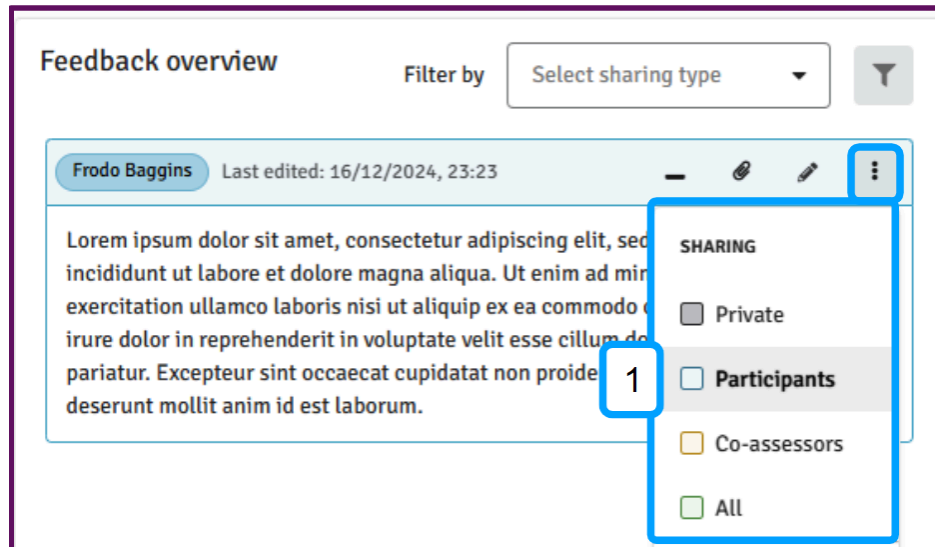 Feedback overview
Filter by
Select sharing type
Frodo Baggins
Last edited: 16/12/2024, 23:23
Lorem ipsum dolor sit amet, consectetur adipiscing elit, sed
incididunt ut labore et dolore magna aliqua. Ut enim ad
exercitation ullamco laboris nisi ut aliquip ex ea commodo
irure dolor in reprehenderit in voluptate velit esse cillum
pariatur. Excepteur sint occaecat cupidatat non
deserunt mollit anim id est laborum.
SHARING
Private
1
Participants
Co-assessors
All